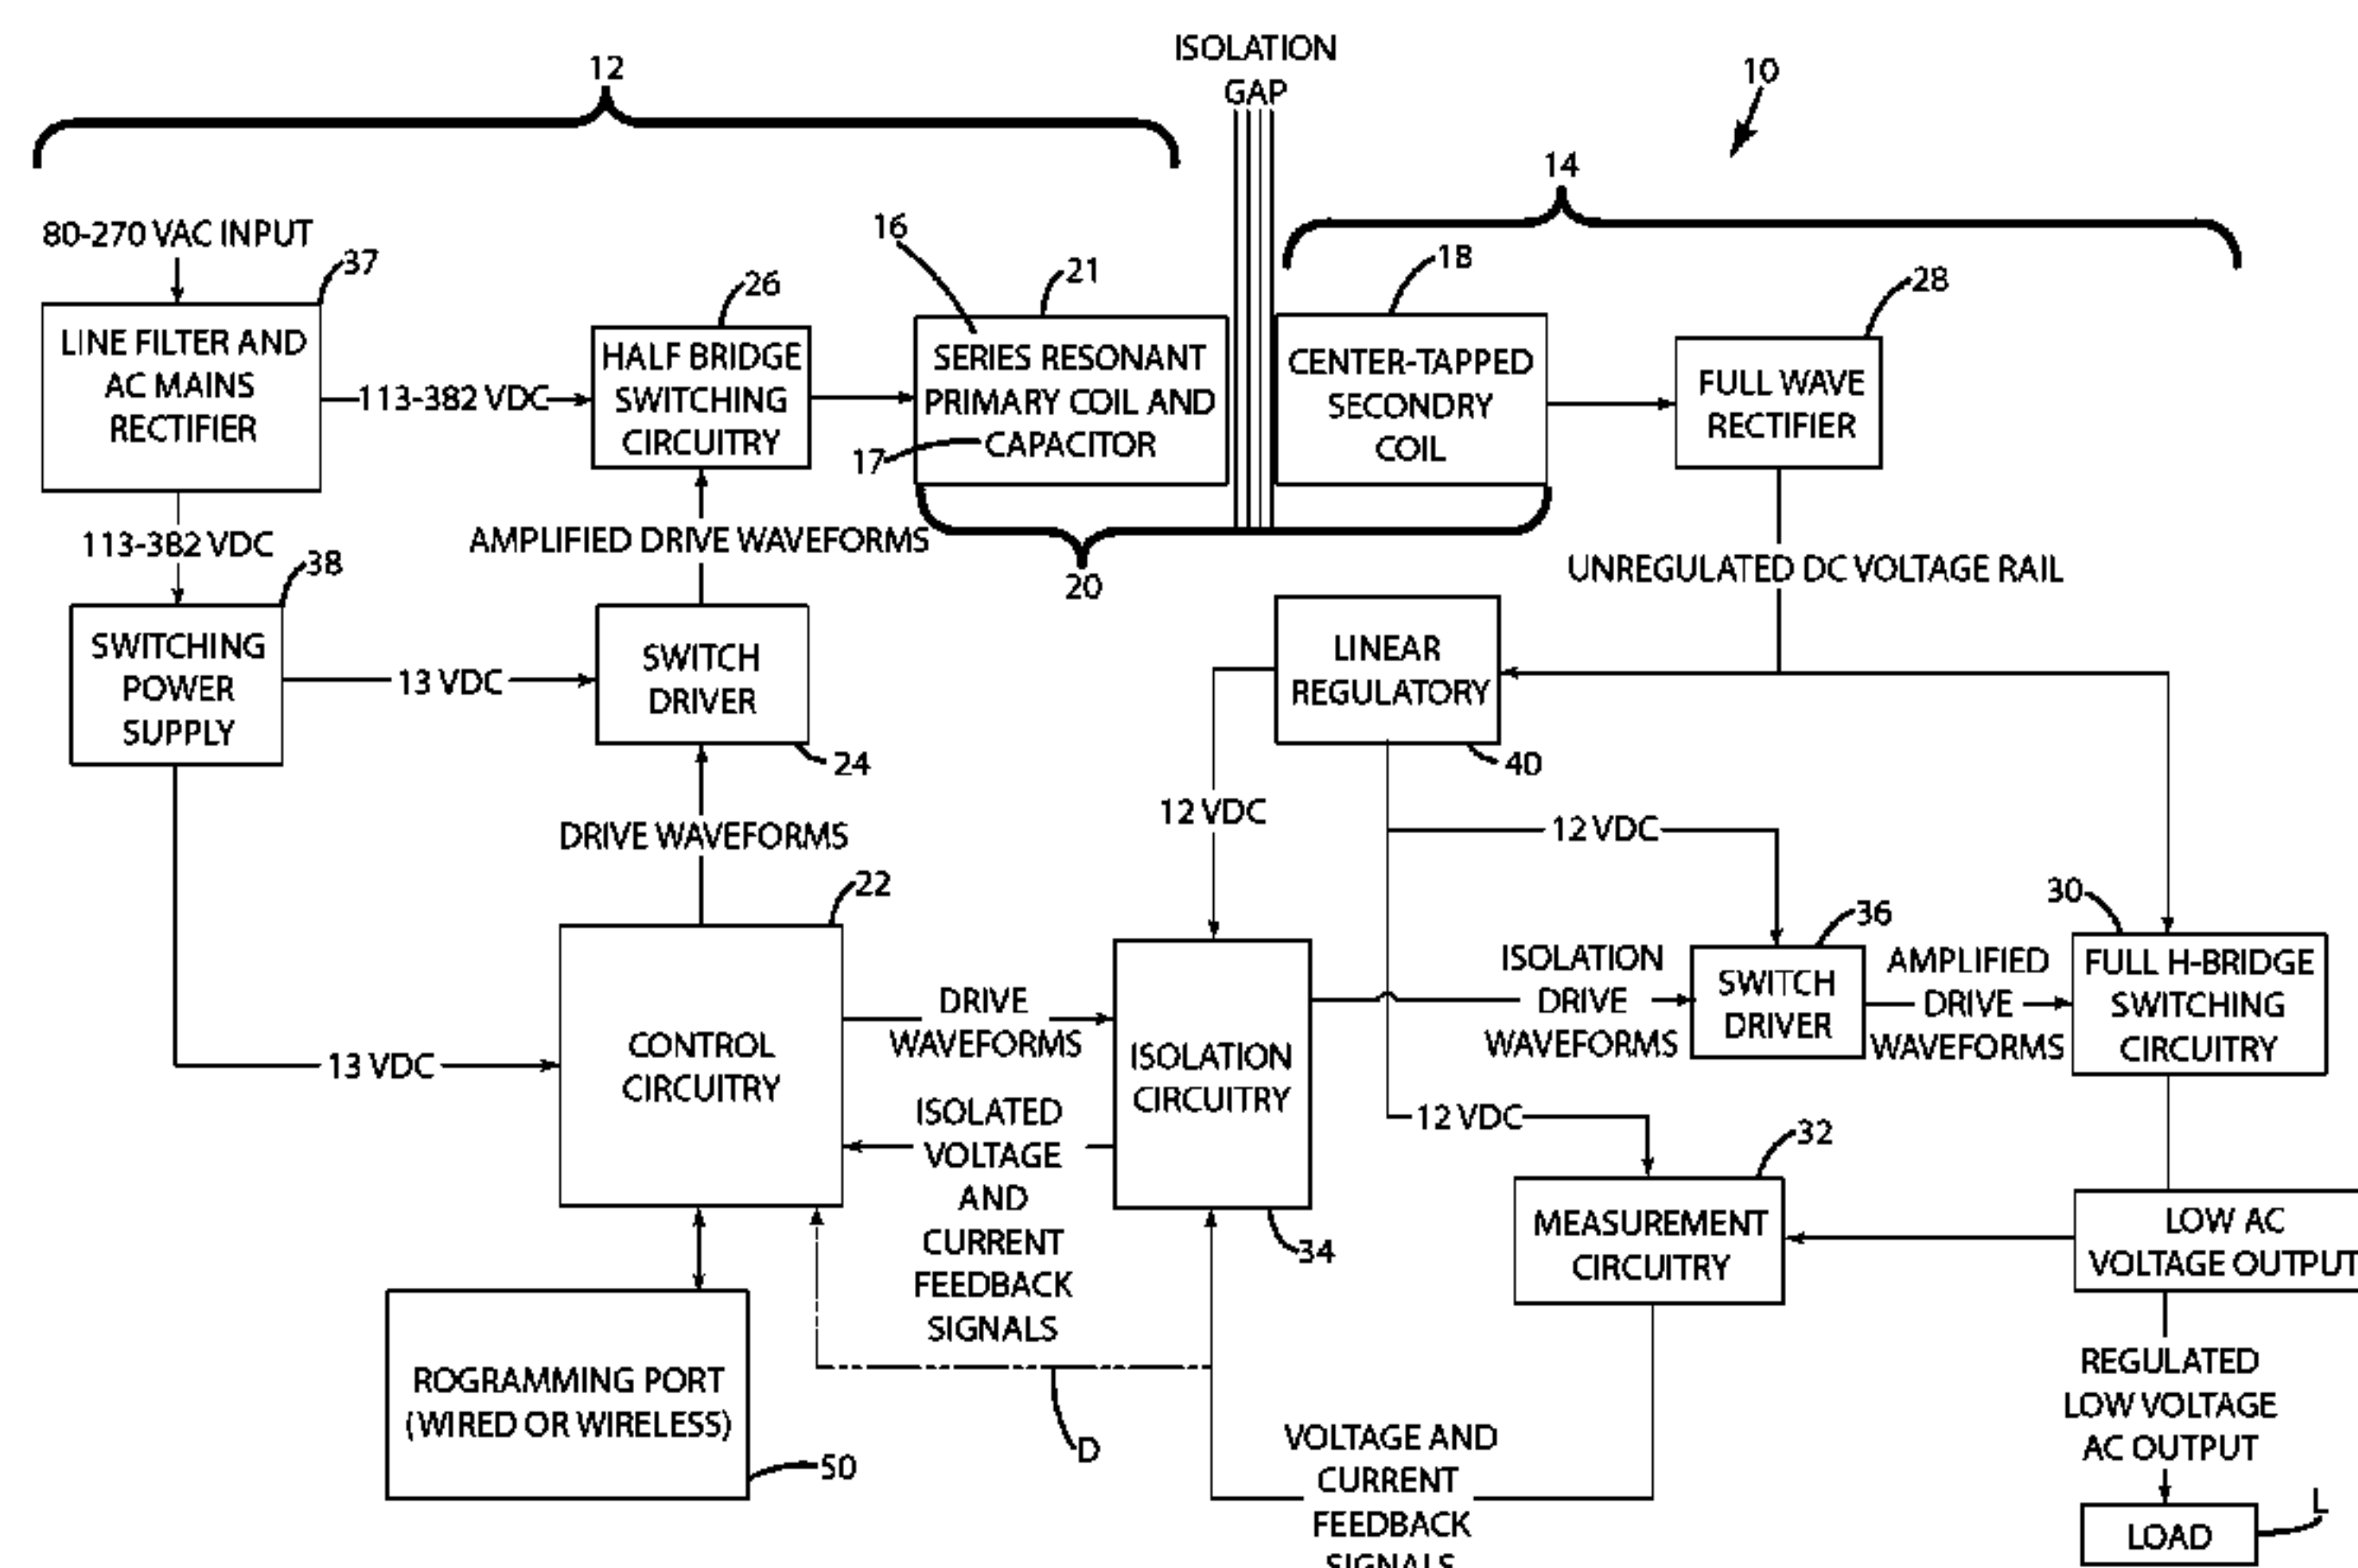 ISOLATION
GAP
12
10
14
80-270 VAC INPUT
37
16
21
18
26
28
LINE FILTER AND
AC MAINS
RECTIFIER
113-382 VDC
HALF BRIDGE
SWITCHING
CIRCUITRY
SERIES RESONANT
PRIMARY COIL AND
CAPACITOR
17
CENTER-TAPPED
SECONDRY
COIL
FULL WAVE
RECTIFIER
113-382 VDC
38
AMPLIFIED DRIVE WAVEFORMS
20
UNREGULATED DC VOLTAGE RAIL
SWITCHING
POWER
SUPPLY
13 VDC
SWITCH
DRIVER
24
LINEAR
REGULATORY
40
DRIVE WAVEFORMS
12 VDC
12 VDC
22
36
30
13 VDC
CONTROL
CIRCUITRY
DRIVE
WAVEFORMS
ISOLATION
CIRCUITRY
ISOLATION
DRIVE
WAVEFORMS
SWITCH
DRIVER
AMPLIFIED
DRIVE
WAVEFORMS
FULL H-BRIDGE
SWITCHING
CIRCUITRY
ISOLATED
VOLTAGE
AND
CURRENT
FEEDBACK
SIGNALS
34
12 VDC
32
MEASUREMENT
CIRCUITRY
LOW AC
VOLTAGE OUTPUT
ROGRAMMING PORT
(WIRED OR WIRELESS)
50
D
VOLTAGE AND
CURRENT
FEEDBACK
SIGNALS
REGULATED
LOW VOLTAGE
AC OUTPUT
LOAD
L